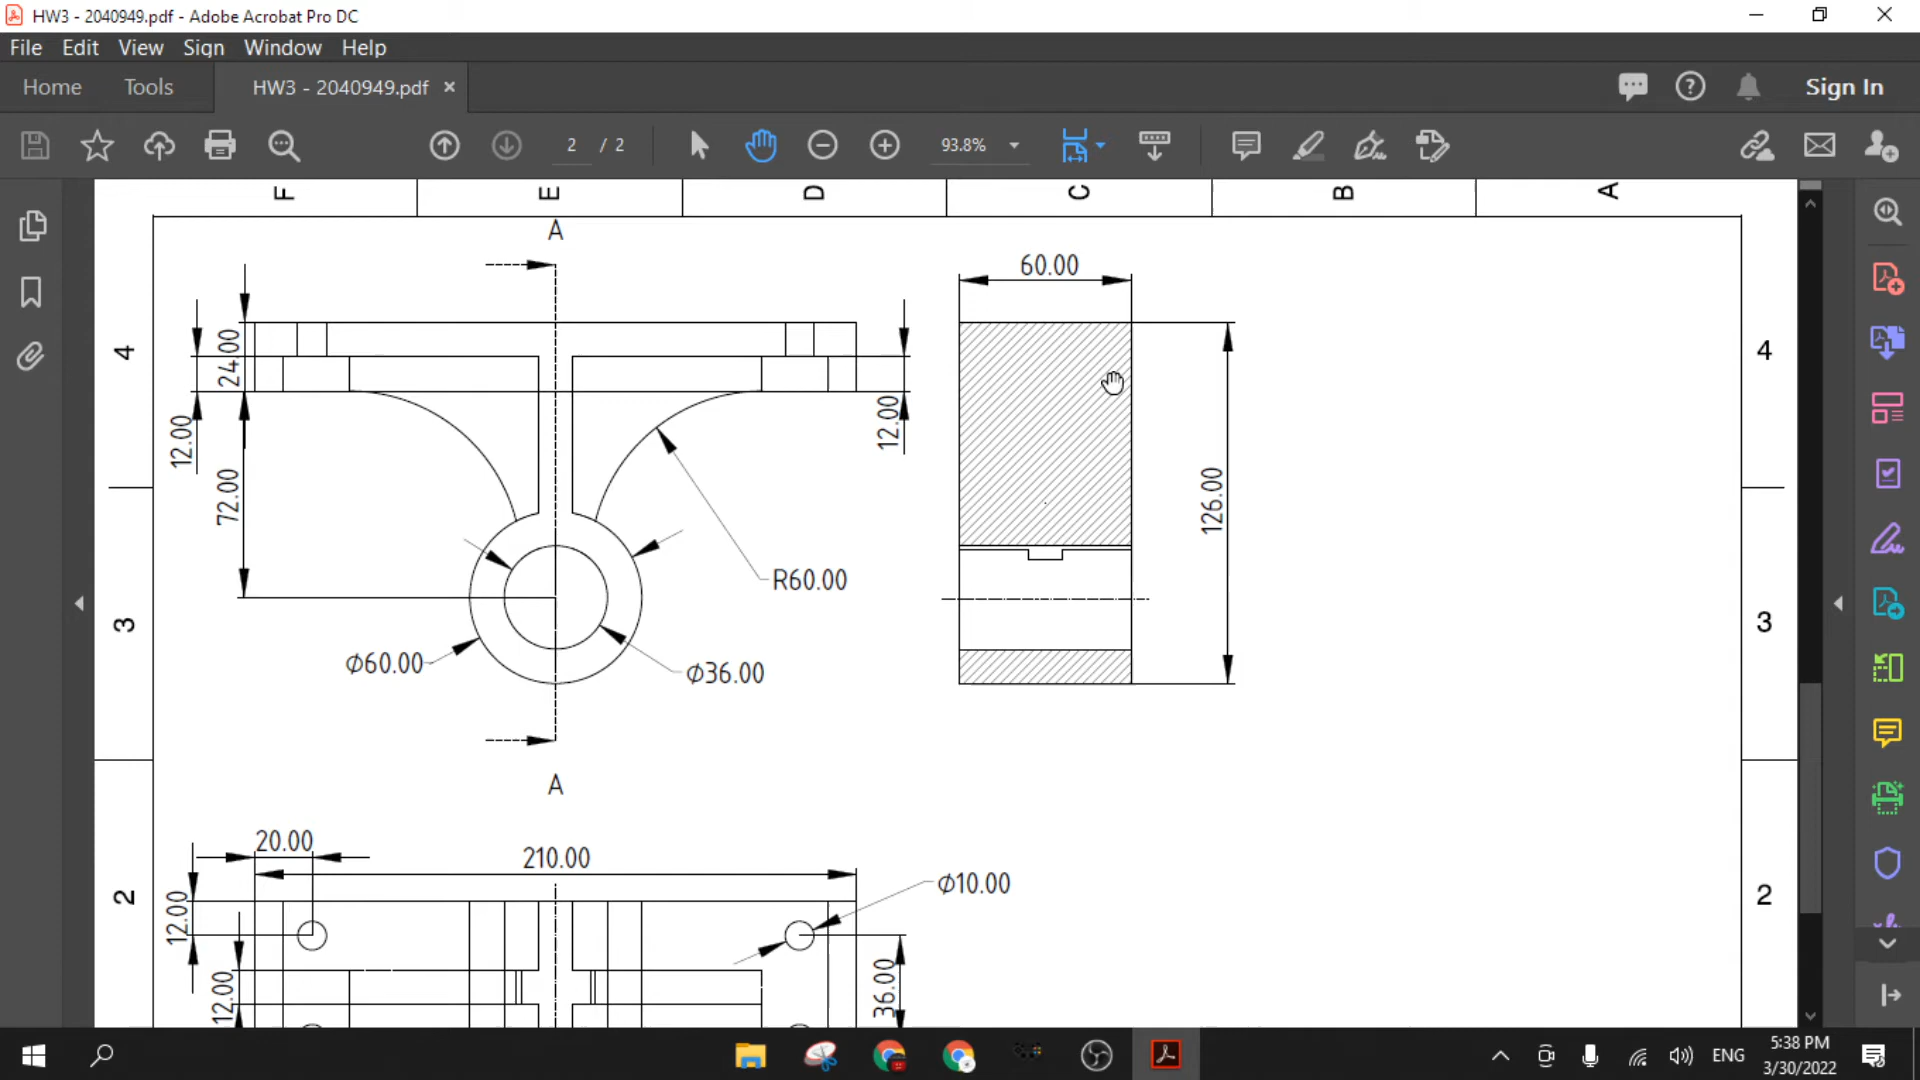 HW3 - 2040949.pdf - Adobe Acrobat Pro DC
File Edit View Sign Window Help
Home Tools HW3 - 2040949.pdf × Sign In
2 / 2 93.8%
F E D C B A
A
60.00
4 24.00 4
12.00 12.00
72.00 126.00
R60.00
3 3
Φ60.00 Φ36.00
A
20.00 210.00
2 12.00 Φ10.00 2
12.00 36.00
ENG 5:38 PM
3/30/2022